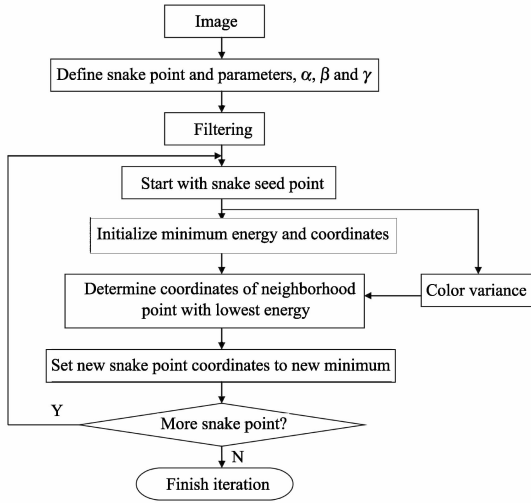 Image
Define snake point and parameters, α, β and γ
Filtering
Start with snake seed point
Initialize minimum energy and coordinates
Determine coordinates of neighborhood
point with lowest energy
Color variance
Set new snake point coordinates to new minimum
Y
More snake point?
N
Finish iteration